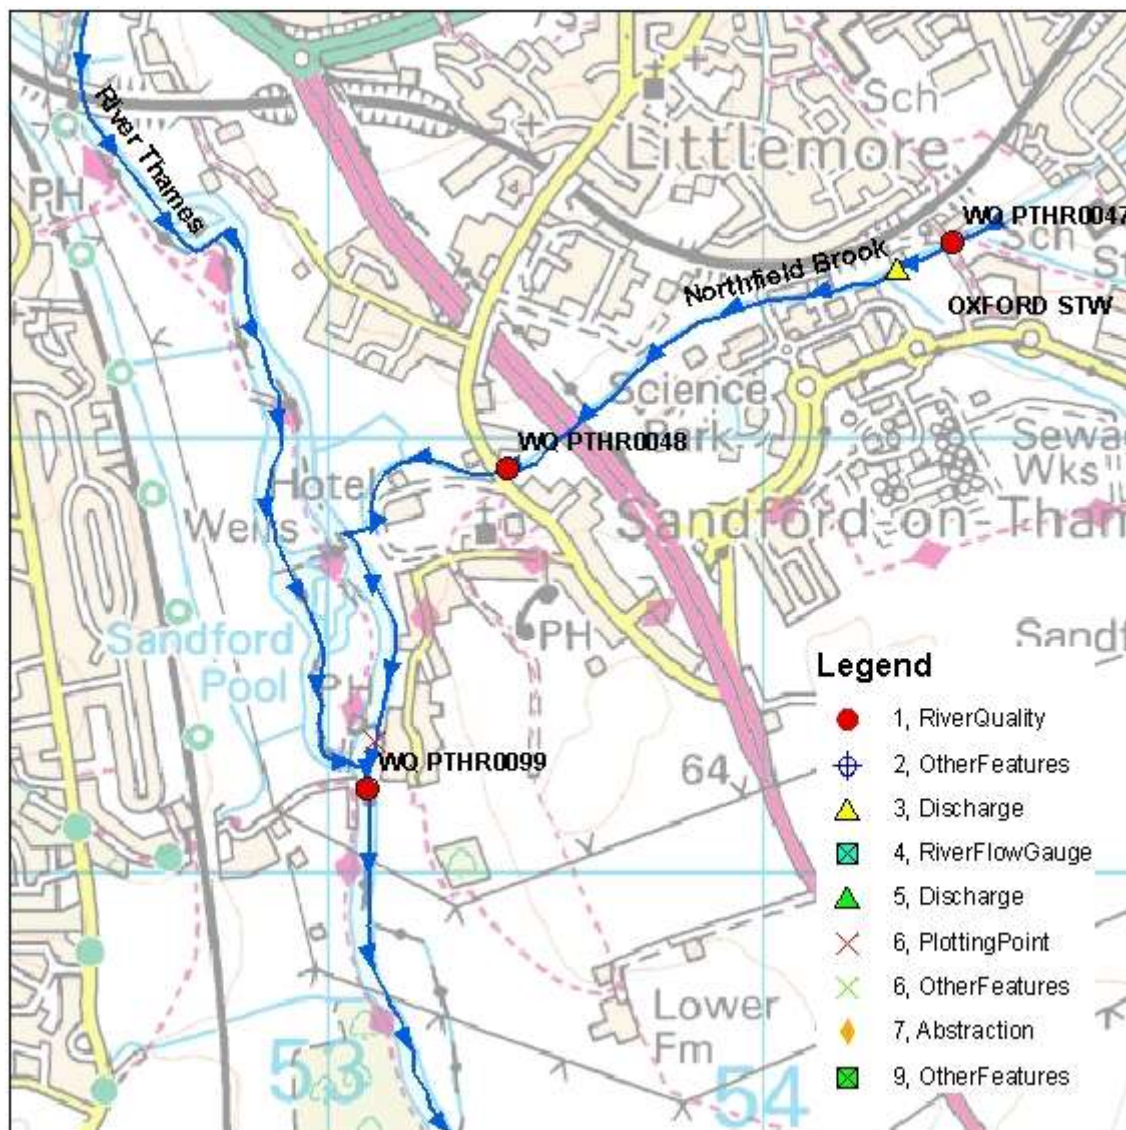 Sch
Littlemore
River Thames
PH
WQ PTHR0047
Sch
Northfield Brook
OXFORD STW
Science
Park
WQ PTHR0048
Hotel
Sandford-on-Tham
Wks
PH
Sandford
Pool
PH
Sandf
WQ PTHR0099
64
Legend
1, RiverQuality
2, OtherFeatures
3, Discharge
4, RiverFlowGauge
5, Discharge
6, PlottingPoint
6, OtherFeatures
7, Abstraction
9, OtherFeatures
Lower
Fm
53
54